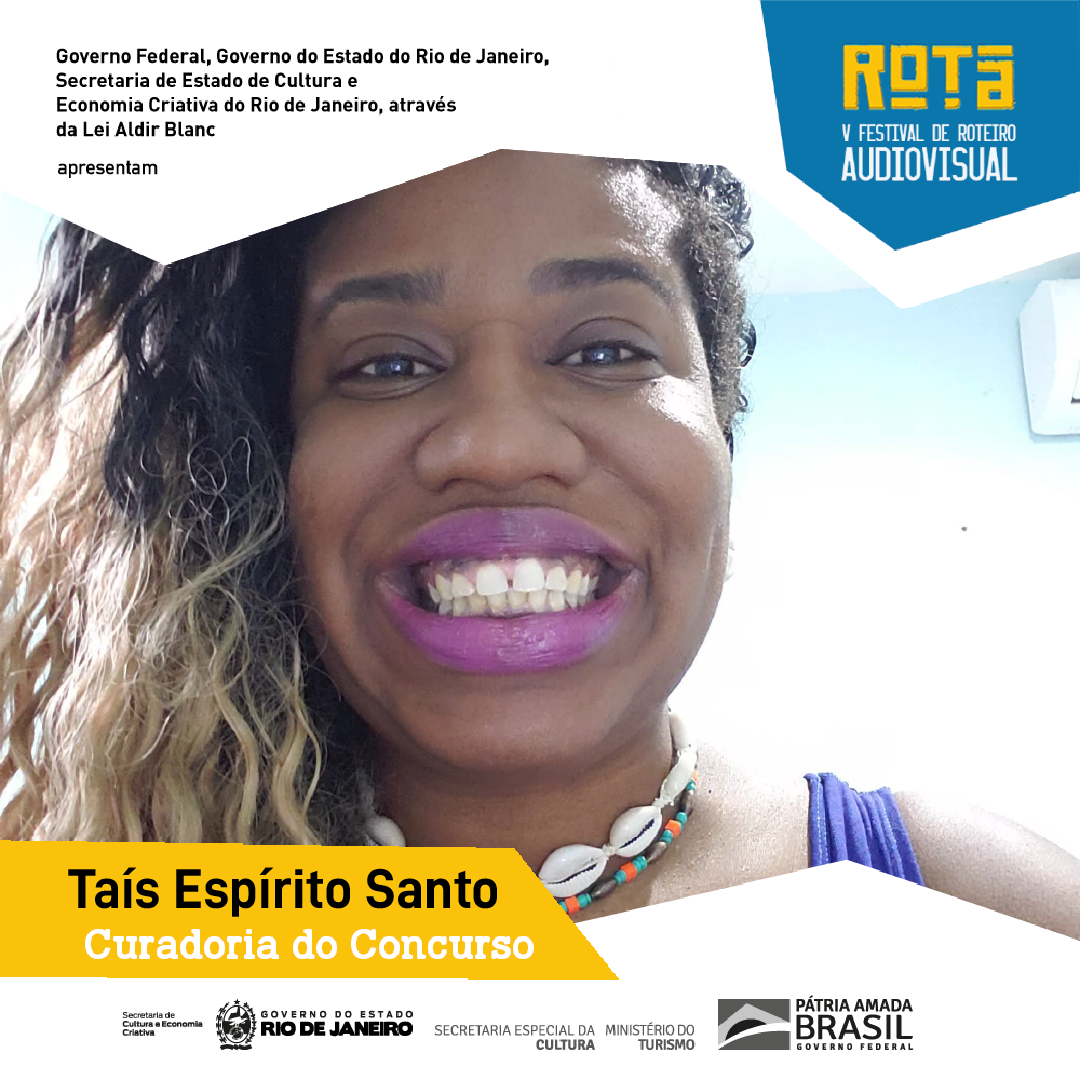 Governo Federal, Governo do Estado do Rio de Janeiro,
Secretaria de Estado de Cultura e
Economia Criativa do Rio de Janeiro, através
da Lei Aldir Blanc
apresentam
ROTA
V FESTIVAL DE ROTEIRO
AUDIOVISUAL
Taís Espírito Santo
Curadoria do Concurso
Secretaria de
Cultura e Economia
Criativa
GOVERNO DO ESTADO
RIO DE JANEIRO
SECRETARIA ESPECIAL DA
CULTURA
MINISTÉRIO DO
TURISMO
PÁTRIA AMADA
BRASIL
GOVERNO FEDERAL